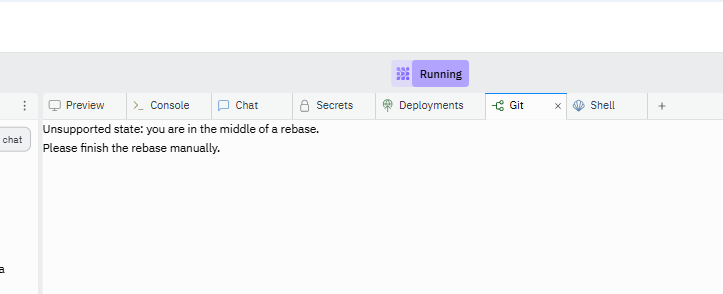 Running
Preview
Console
Chat
Secrets
Deployments
Git
Shell
chat
Unsupported state: you are in the middle of a rebase.
Please finish the rebase manually.
a